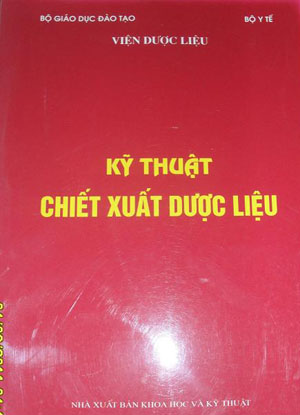 BỘ GIÁO DỤC ĐÀO TẠO BỘ Y TẾ
VIỆN DƯỢC LIỆU
KỸ THUẬT
CHIẾT XUẤT DƯỢC LIỆU
NHÀ XUẤT BẢN KHOA HỌC VÀ KỸ THUẬT